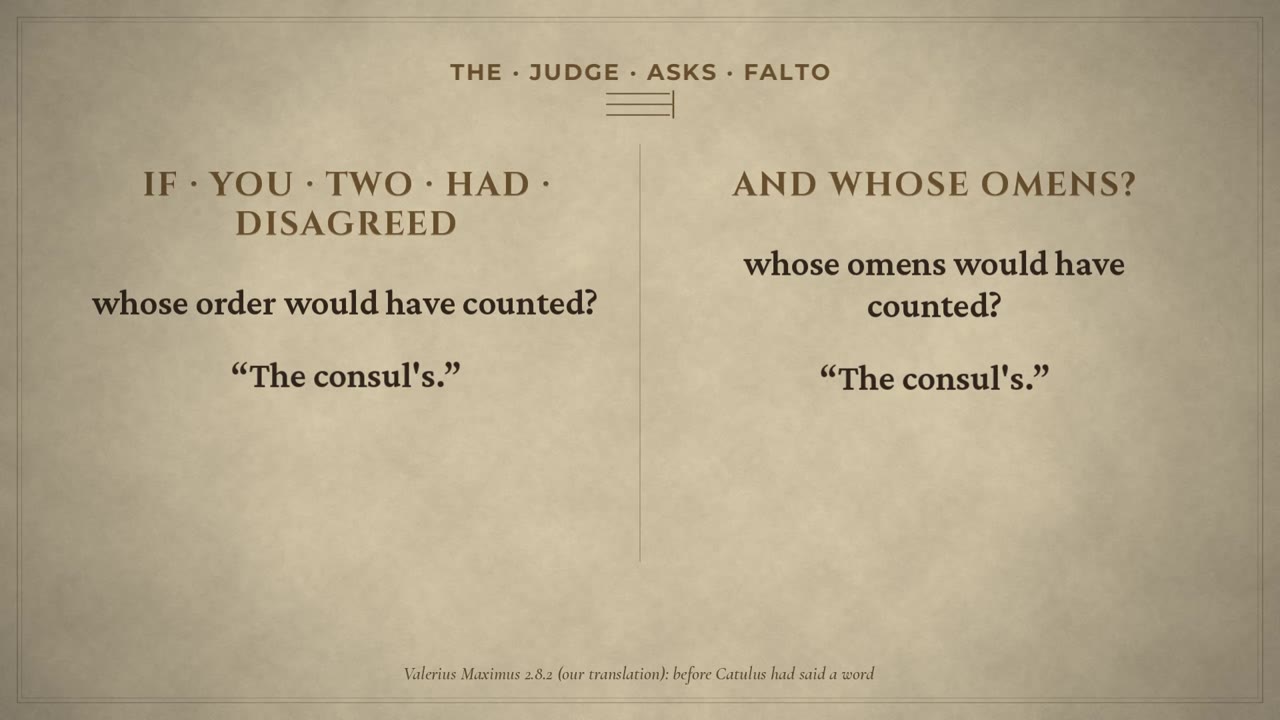 THE · JUDGE · ASKS · FALTO
IF · YOU · TWO · HAD ·
DISAGREED
whose order would have counted?
“The consul's.”
AND WHOSE OMENS?
whose omens would have
counted?
“The consul's.”
Valerius Maximus 2.8.2 (our translation): before Catulus had said a word